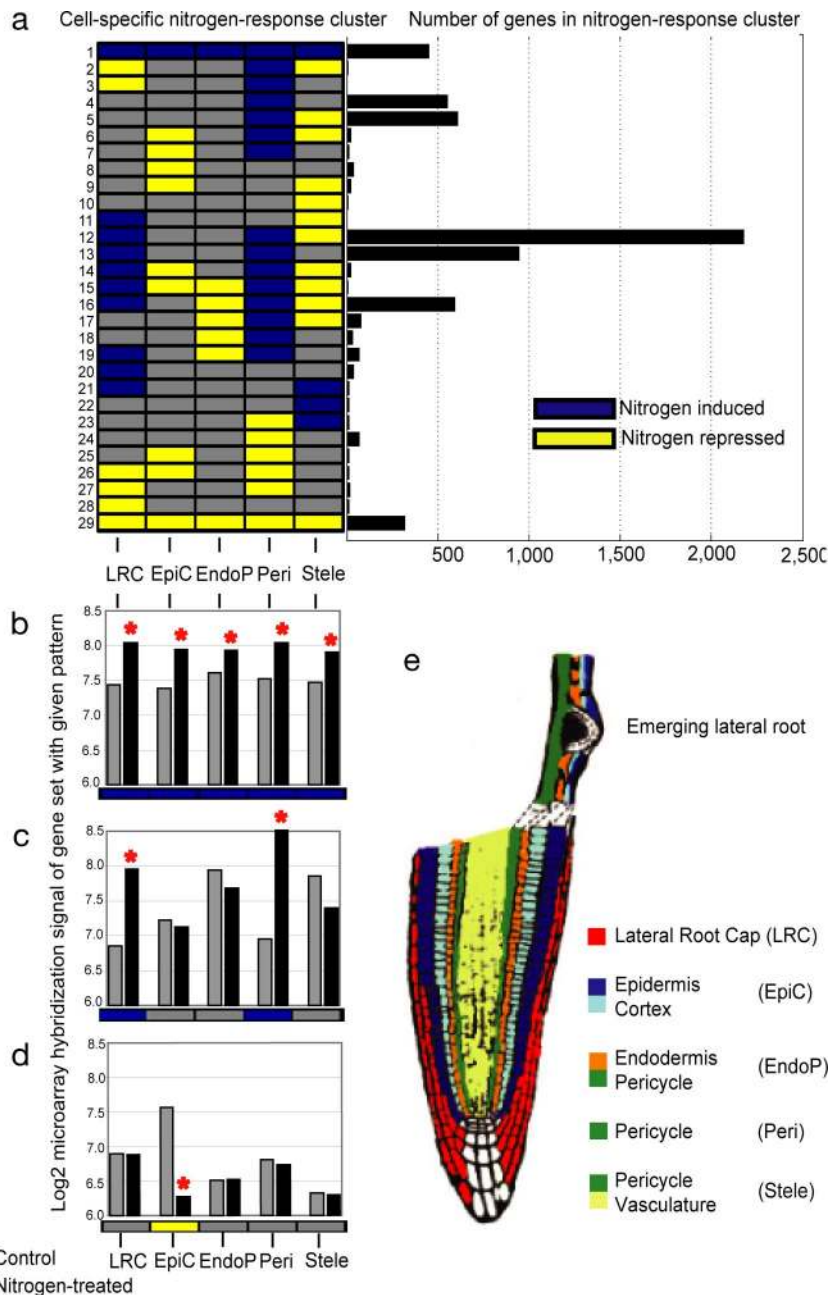 a
Cell-specific nitrogen-response cluster
Number of genes in nitrogen-response cluster
1
2
3
4
5
6
7
8
9
10
11
12
13
14
15
16
17
18
19
20
21
22
23
24
25
26
27
28
29
Nitrogen induced
Nitrogen repressed
500 1,000 1,500 2,000 2,500
LRC EpiC EndoP Peri Stele
Log2 microarray hybridization signal of gene set with given pattern
b
8.5
8.0
7.5
7.0
6.5
6.0
* * * * *
c
8.5
8.0
7.5
7.0
6.5
6.0
* *
d
8.5
8.0
7.5
7.0
6.5
6.0
*
LRC EpiC EndoP Peri Stele
Control
Nitrogen-treated
e
Emerging lateral root
Lateral Root Cap (LRC)
Epidermis
Cortex
(EpiC)
Endodermis
Pericycle
(EndoP)
Pericycle (Peri)
Pericycle
Vasculature
(Stele)